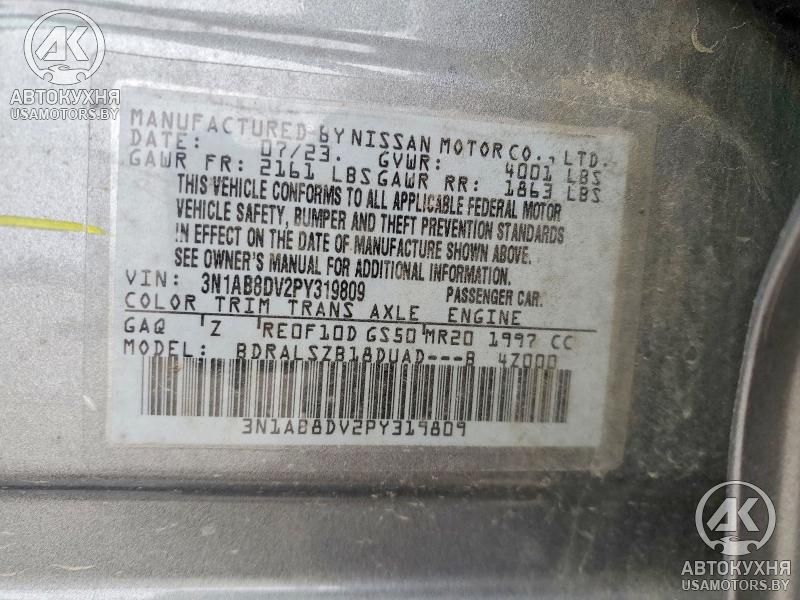 АК
АВТОКУХНЯ
USAMOTORS.BY
MANUFACTURED BY NISSAN MOTOR CO., LTD.
DATE: 07/23. GVWR: 4001 LBS
GAWR FR: 2161 LBS GAWR RR: 1863 LBS
THIS VEHICLE CONFORMS TO ALL APPLICABLE FEDERAL MOTOR
VEHICLE SAFETY, BUMPER AND THEFT PREVENTION STANDARDS
IN EFFECT ON THE DATE OF MANUFACTURE SHOWN ABOVE.
SEE OWNER'S MANUAL FOR ADDITIONAL INFORMATION
VIN: 3N1AB8DV2PY319809 PASSENGER CAR.
COLOR TRIM TRANS AXLE ENGINE
GAQ Z RE0F10D GS50 MR20 1997 CC
MODEL: BDRALSZB18DUAD---B 4Z000
3N1AB8DV2PY319809
АК
АВТОКУХНЯ
USAMOTORS.BY